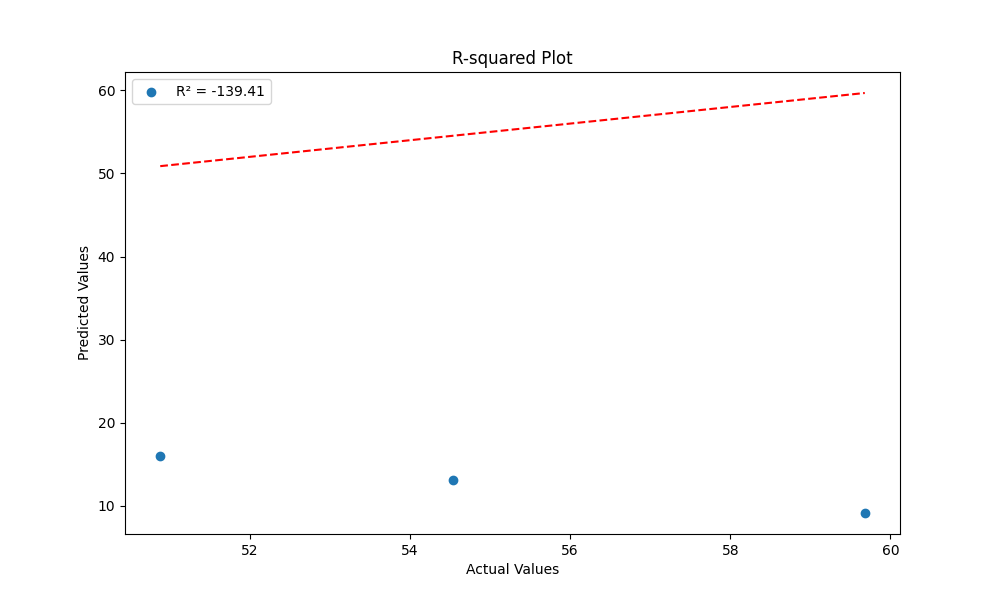 R-squared Plot
R² = -139.41
Predicted Values
60
50
40
30
20
10
52
54
56
58
60
Actual Values